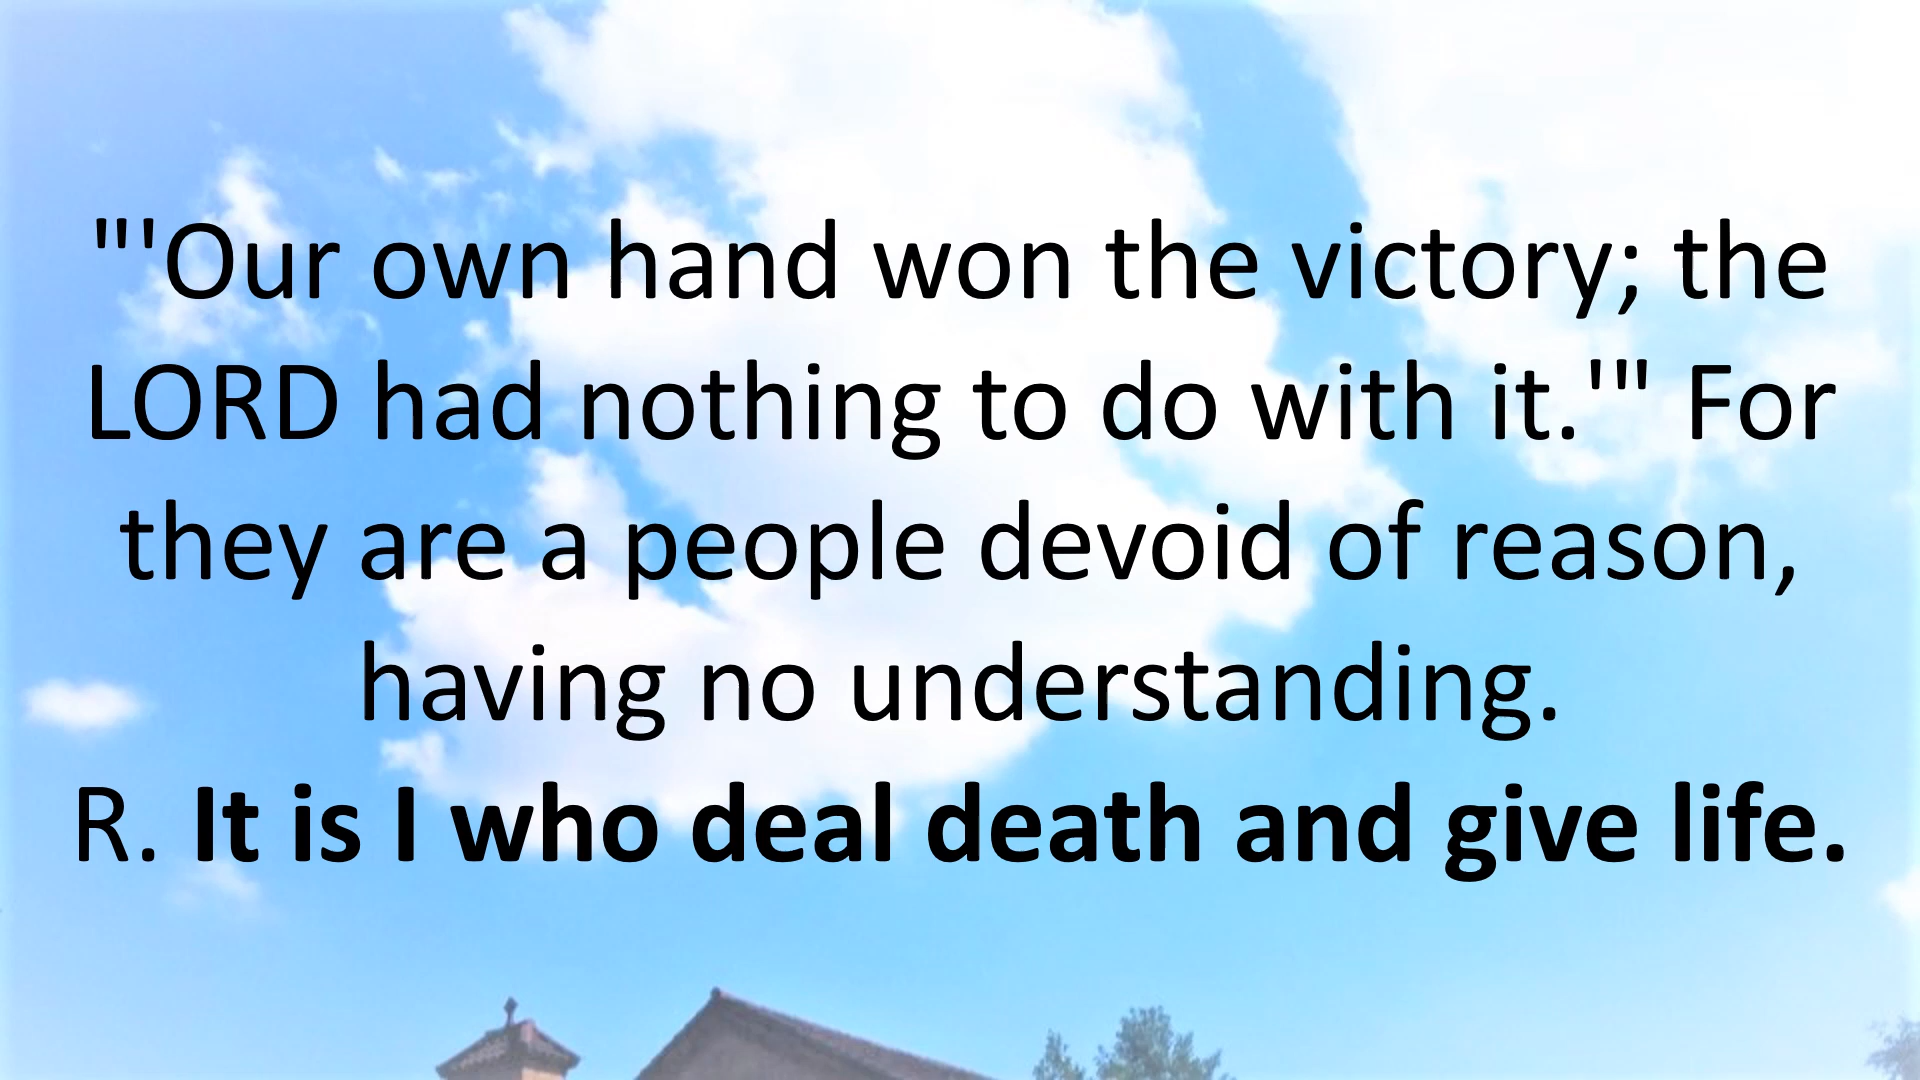 "'Our own hand won the victory; the
LORD had nothing to do with it.'" For
they are a people devoid of reason,
having no understanding.
R. It is I who deal death and give life.